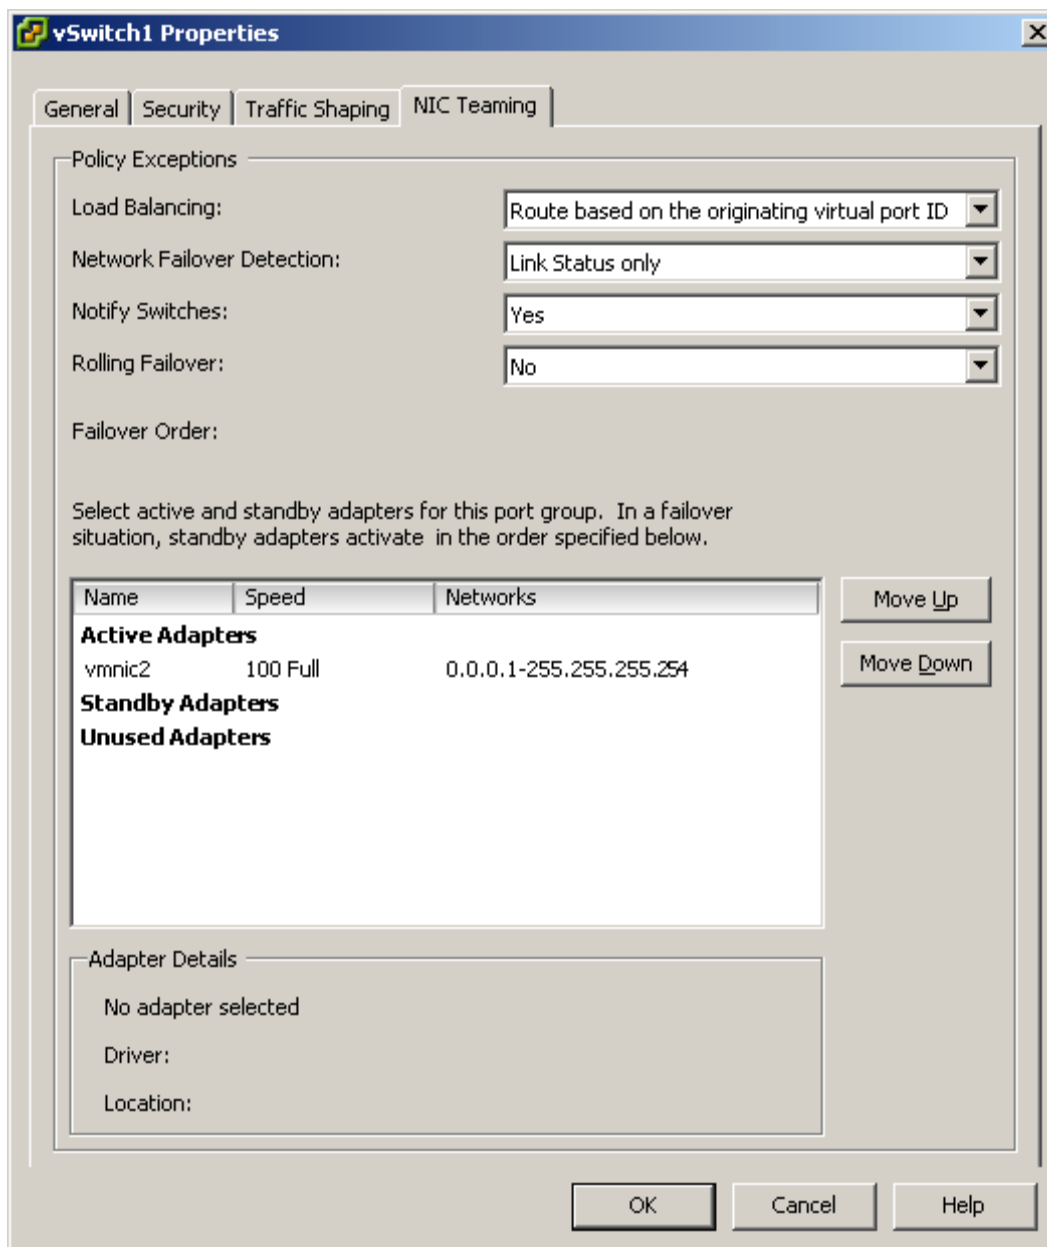 vSwitch1 Properties
General Security Traffic Shaping NIC Teaming
Policy Exceptions
Load Balancing: Route based on the originating virtual port ID
Network Failover Detection: Link Status only
Notify Switches: Yes
Rolling Failover: No
Failover Order:
Select active and standby adapters for this port group. In a failover
situation, standby adapters activate in the order specified below.
Name Speed Networks Move Up
Active Adapters
vmnic2 100 Full 0.0.0.1-255.255.255.254 Move Down
Standby Adapters
Unused Adapters
Adapter Details
No adapter selected
Driver:
Location:
OK Cancel Help